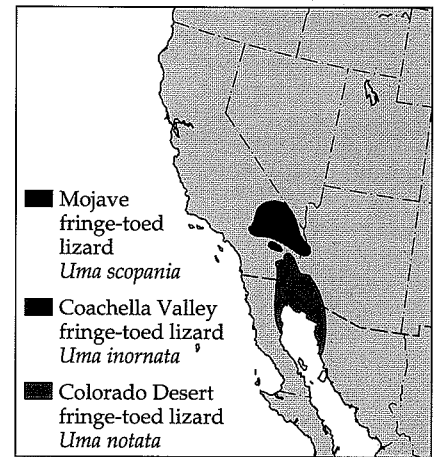 Mojave
fringe-toed
lizard
Uma scopania
Coachella Valley
fringe-toed lizard
Uma inornata
Colorado Desert
fringe-toed lizard
Uma notata